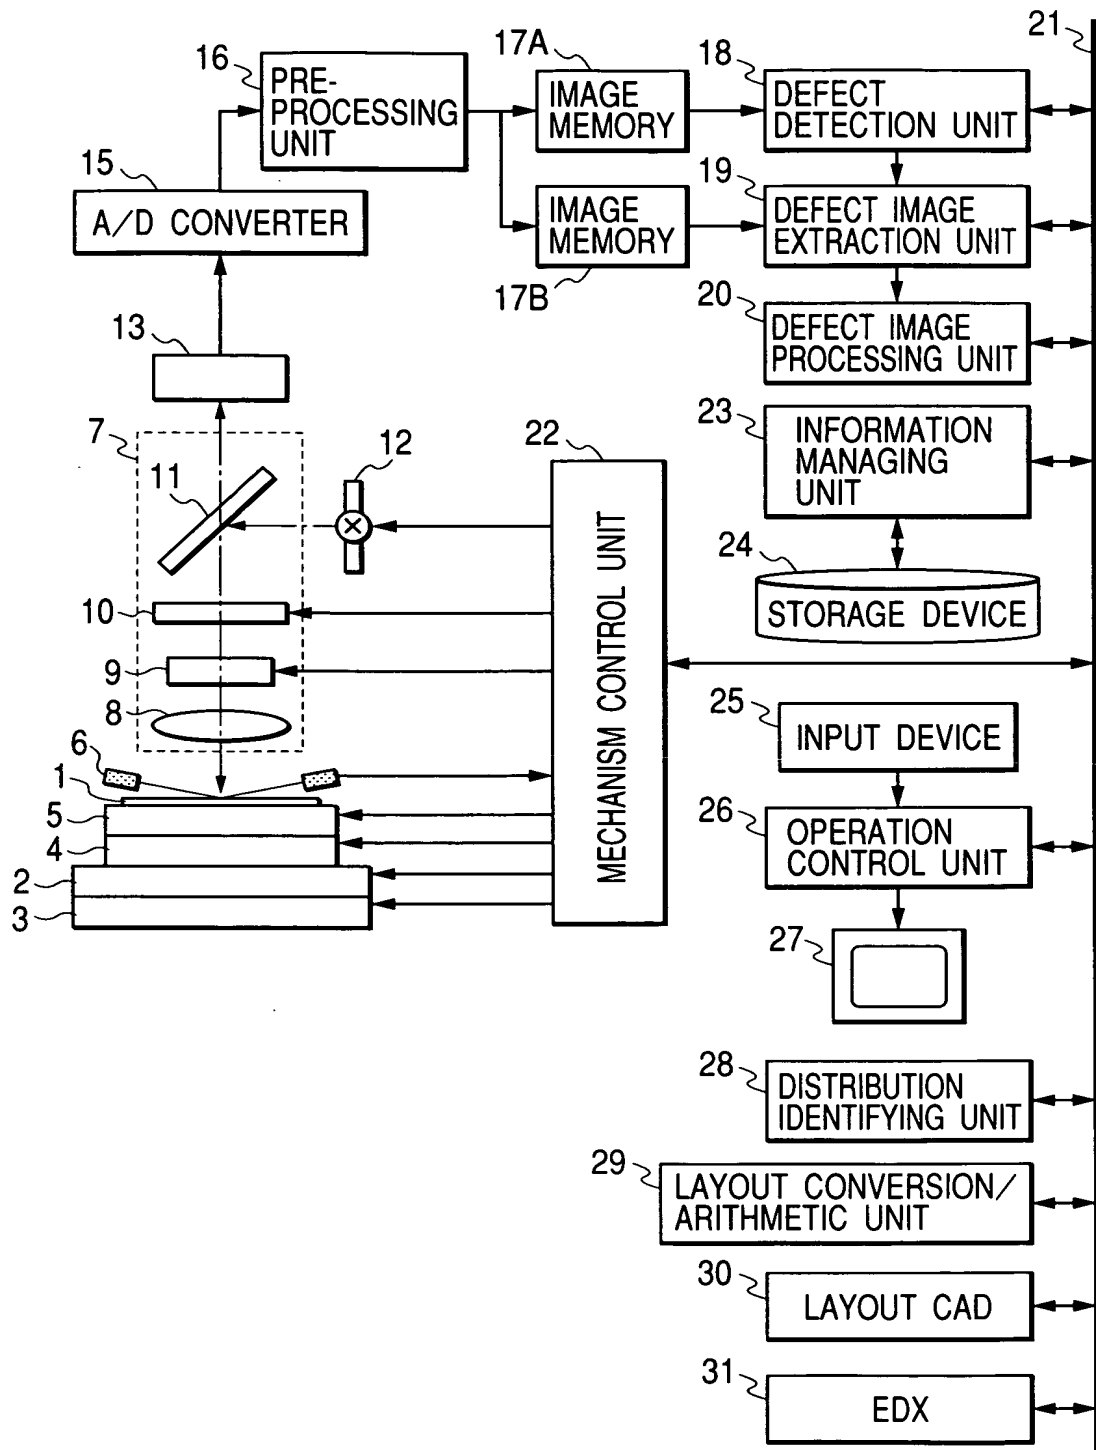 21
17A
16
PRE-
PROCESSING
UNIT
IMAGE
MEMORY
18
DEFECT
DETECTION UNIT
15
A/D CONVERTER
IMAGE
MEMORY
17B
19
DEFECT IMAGE
EXTRACTION UNIT
20
DEFECT IMAGE
PROCESSING UNIT
13
23
INFORMATION
MANAGING
UNIT
7
11
12
22
MECHANISM CONTROL UNIT
24
STORAGE DEVICE
10
9
8
6
1
5
4
2
3
25
INPUT DEVICE
26
OPERATION
CONTROL UNIT
27
28
DISTRIBUTION
IDENTIFYING UNIT
29
LAYOUT CONVERSION/
ARITHMETIC UNIT
30
LAYOUT CAD
31
EDX